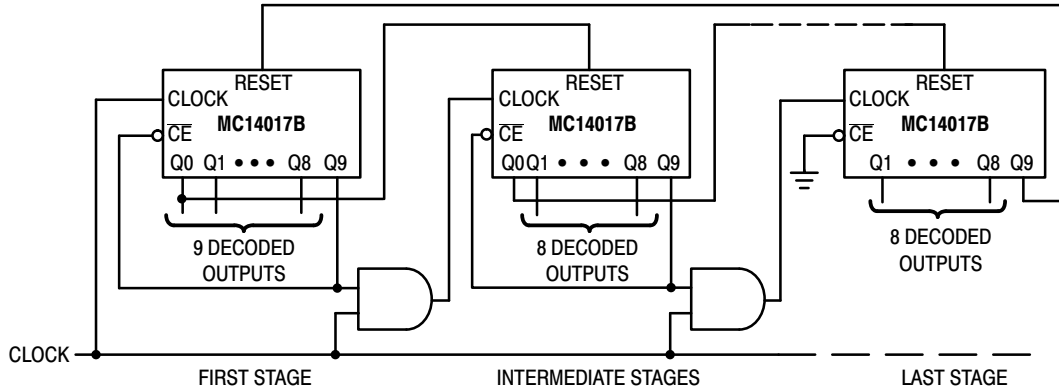 RESET
CLOCK
MC14017B
CE
Q0 Q1 • • • Q8 Q9
9 DECODED
OUTPUTS
RESET
CLOCK
MC14017B
CE
Q0 Q1 • • • Q8 Q9
8 DECODED
OUTPUTS
RESET
CLOCK
MC14017B
CE
Q1 • • • Q8 Q9
8 DECODED
OUTPUTS
CLOCK
FIRST STAGE
INTERMEDIATE STAGES
LAST STAGE